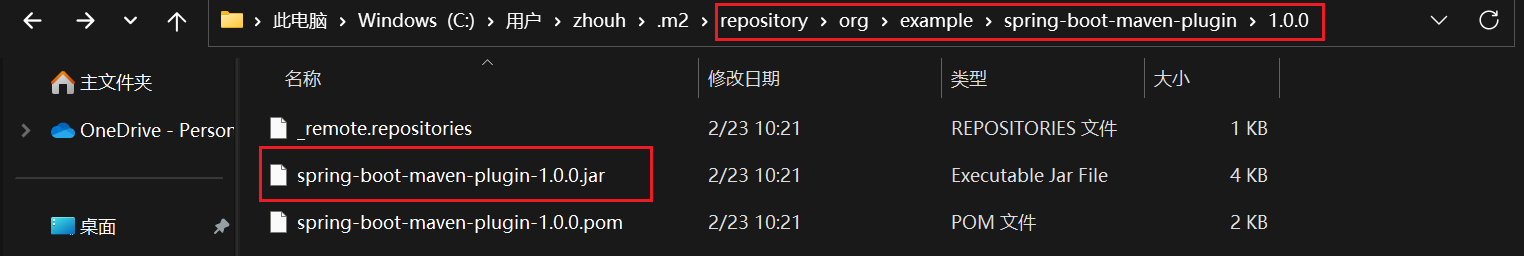 此电脑 > Windows (C:) > 用户 > zhouh > .m2 > repository > org > example > spring-boot-maven-plugin > 1.0.0
主文件夹
OneDrive - Person
桌面
名称 修改日期 类型 大小
_remote.repositories 2/23 10:21 REPOSITORIES 文件 1 KB
spring-boot-maven-plugin-1.0.0.jar 2/23 10:21 Executable Jar File 4 KB
spring-boot-maven-plugin-1.0.0.pom 2/23 10:21 POM 文件 2 KB